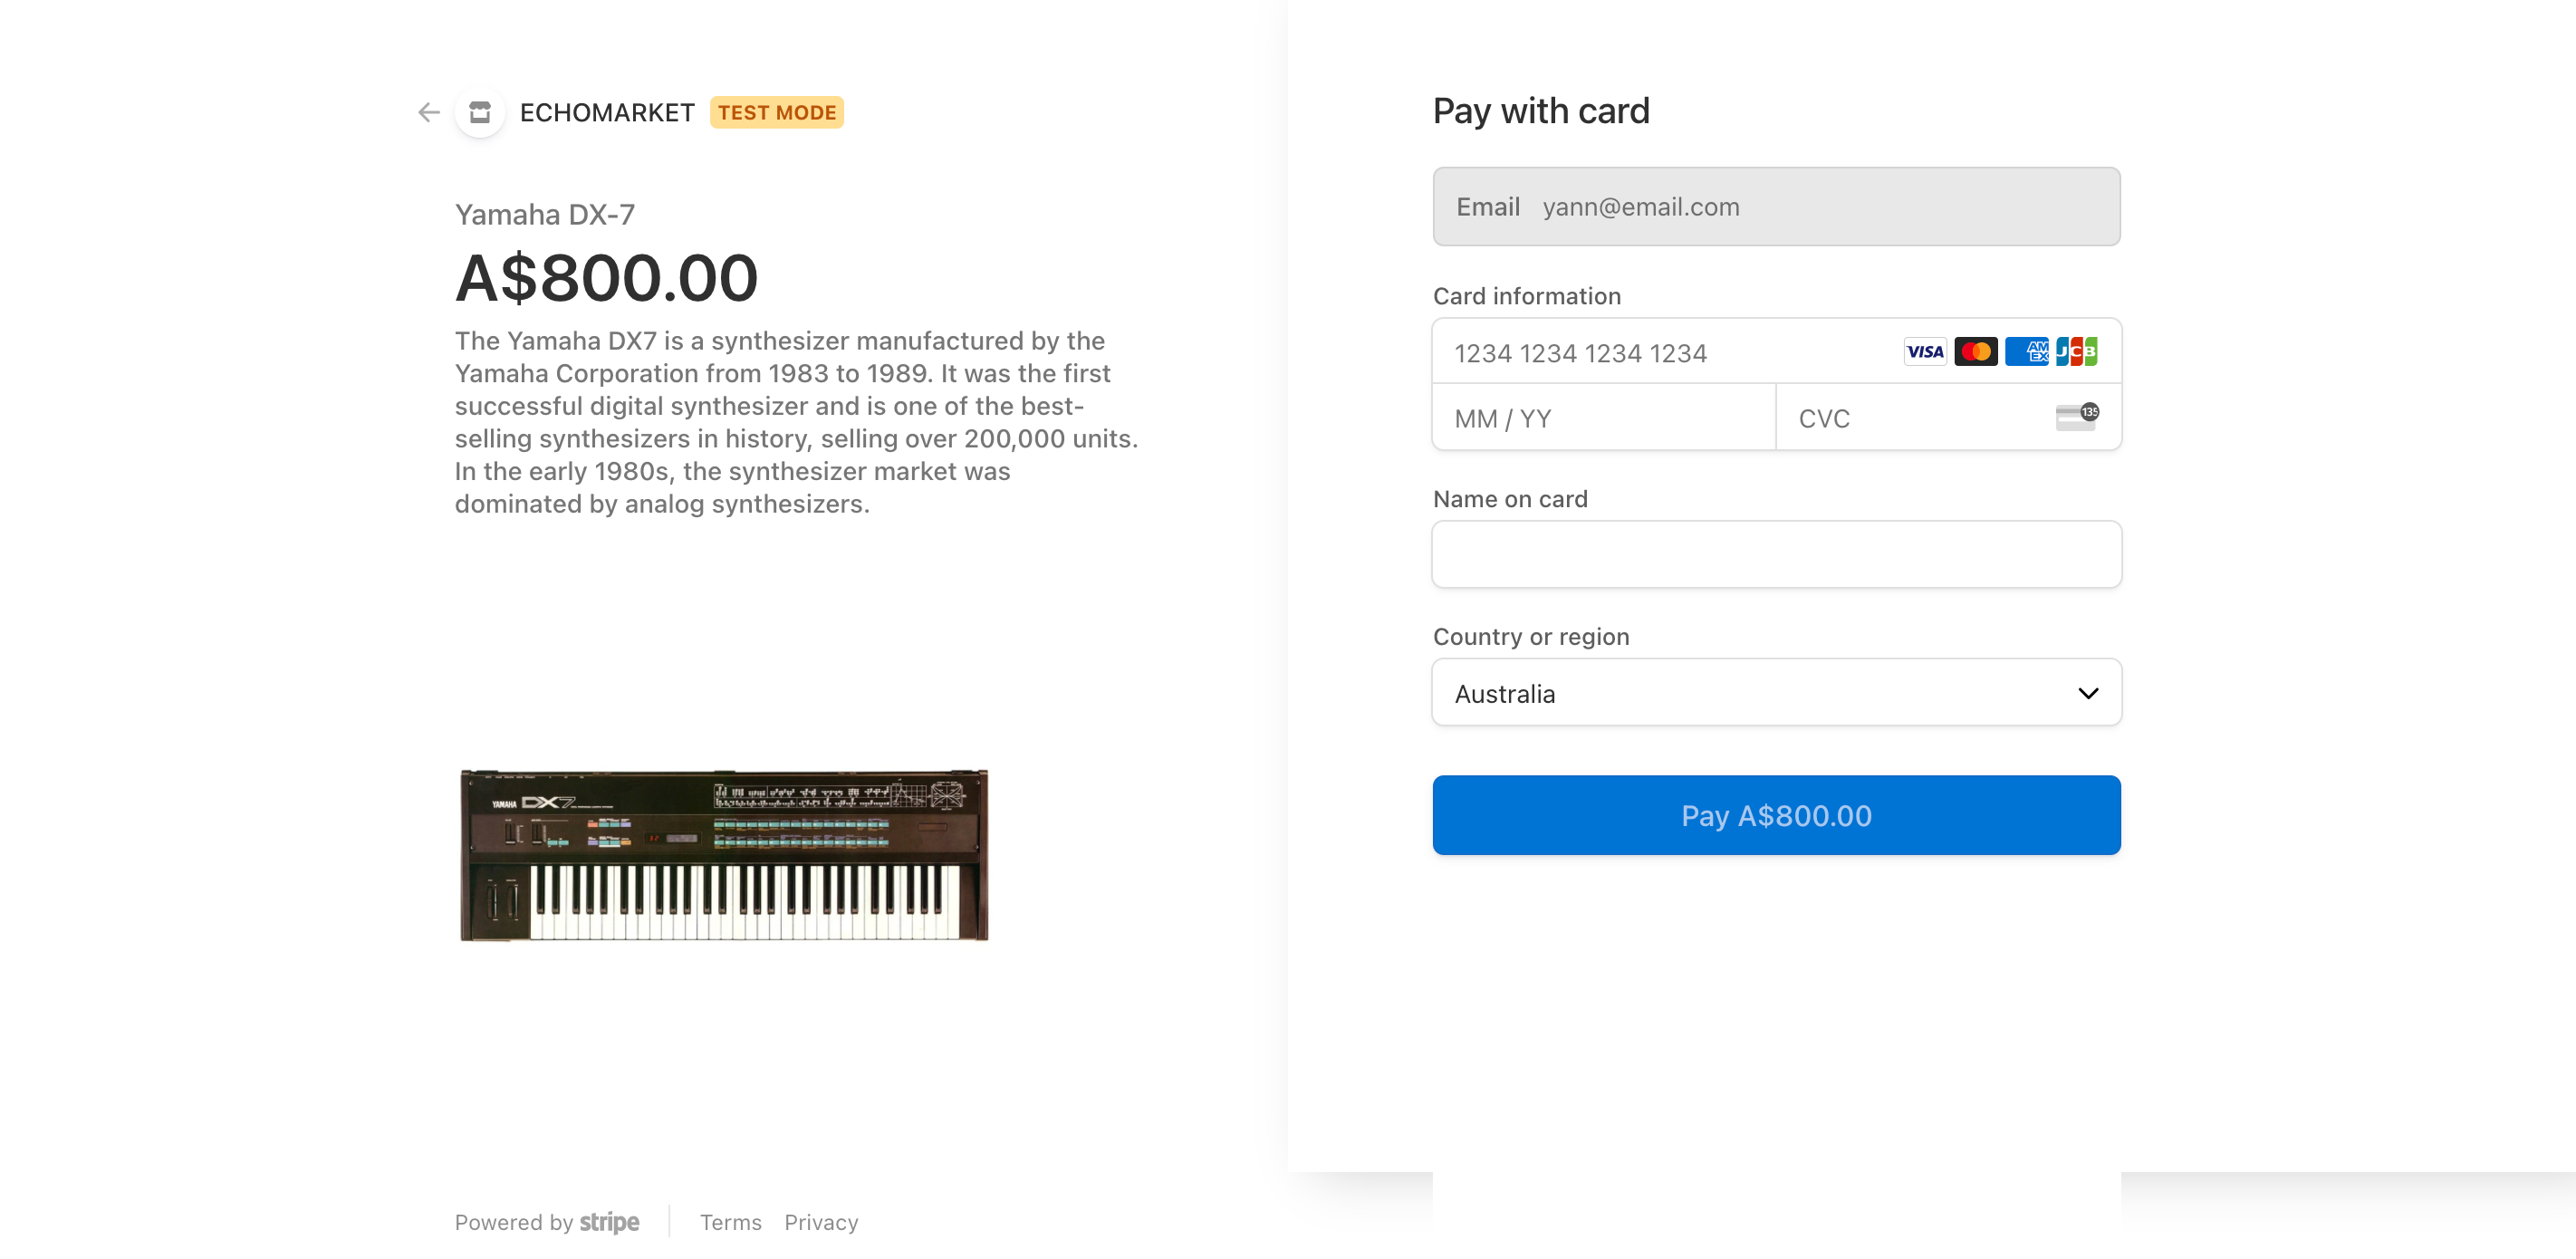 ECHOMARKET TEST MODE
Yamaha DX-7
A$800.00
The Yamaha DX7 is a synthesizer manufactured by the
Yamaha Corporation from 1983 to 1989. It was the first
successful digital synthesizer and is one of the best-
selling synthesizers in history, selling over 200,000 units.
In the early 1980s, the synthesizer market was
dominated by analog synthesizers.
YAMAHA DX7
Powered by stripe
Terms Privacy
Pay with card
Email yann@email.com
Card information
1234 1234 1234 1234 VISA AMEX JCB
MM / YY CVC 135
Name on card
Country or region
Australia
Pay A$800.00